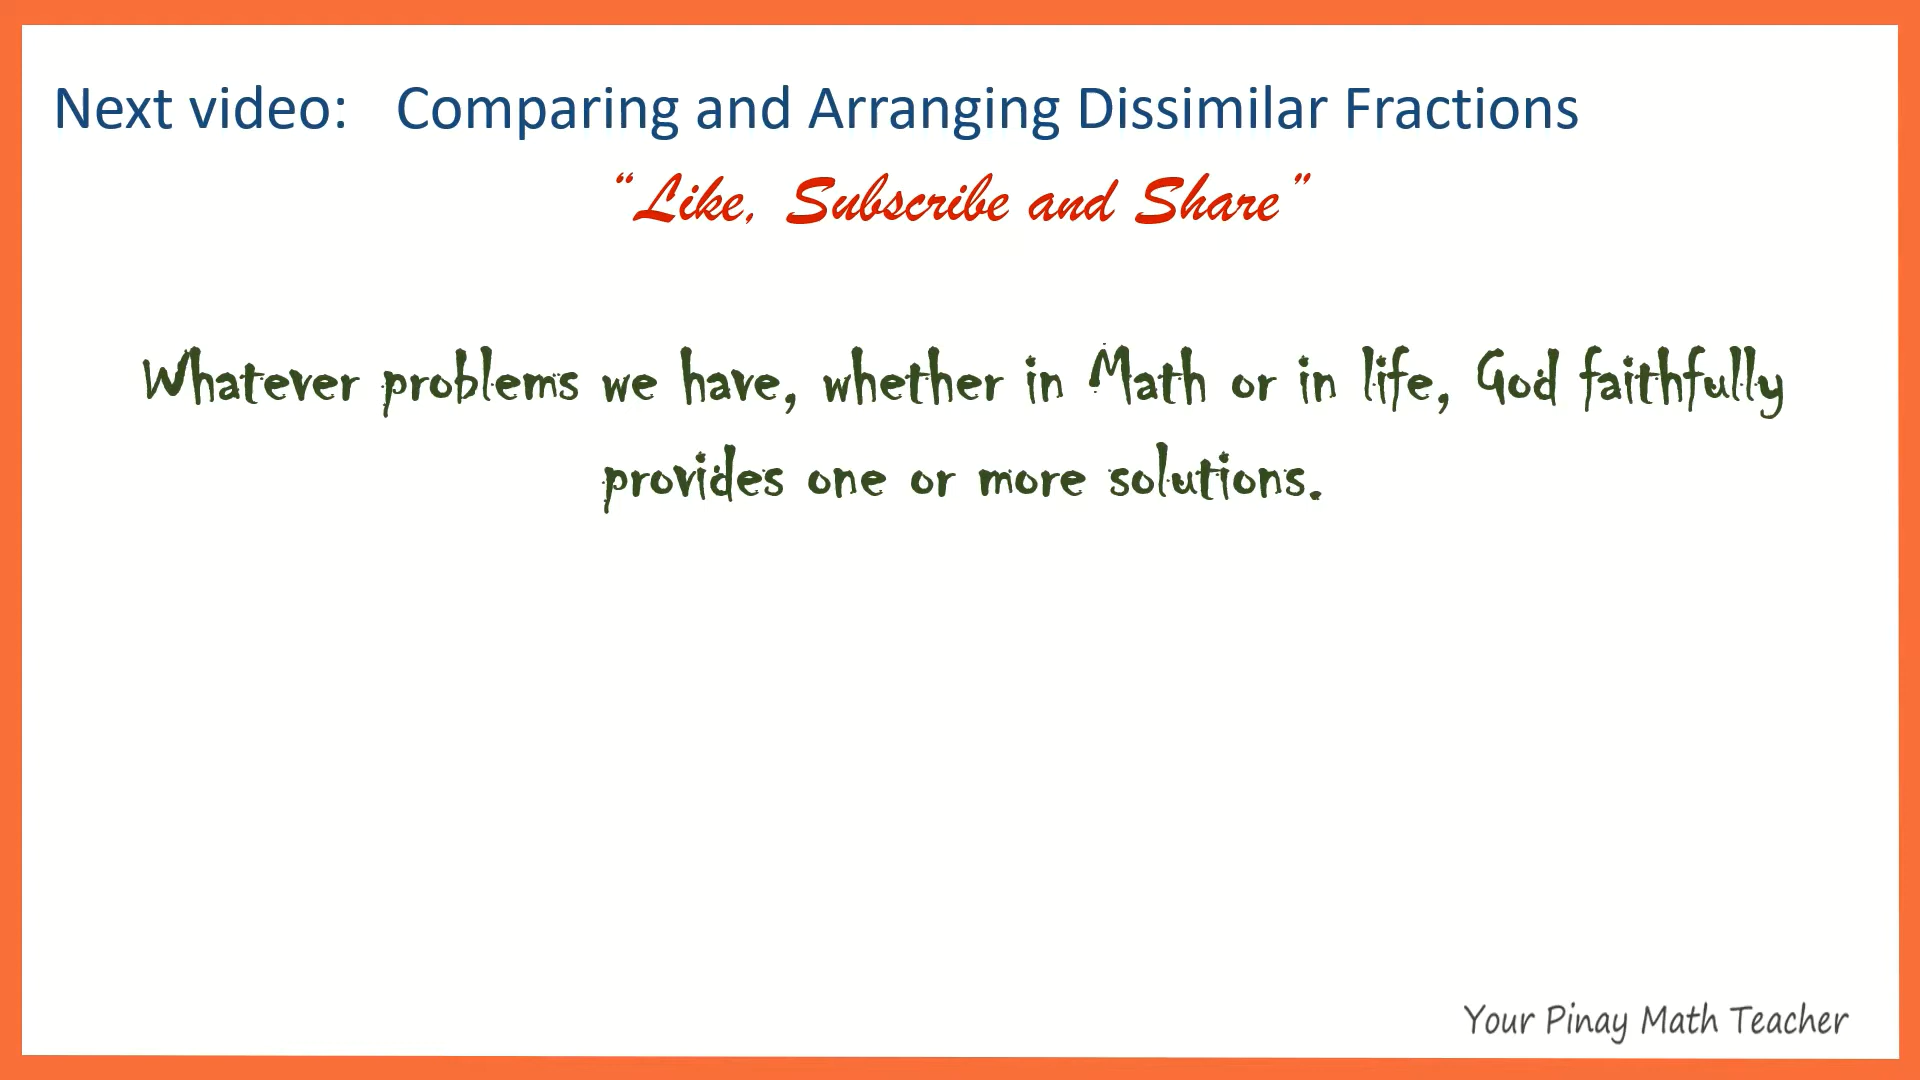 Next video: Comparing and Arranging Dissimilar Fractions
“Like, Subscribe and Share”
Whatever problems we have, whether in Math or in life, God faithfully
provides one or more solutions.
Your Pinay Math Teacher